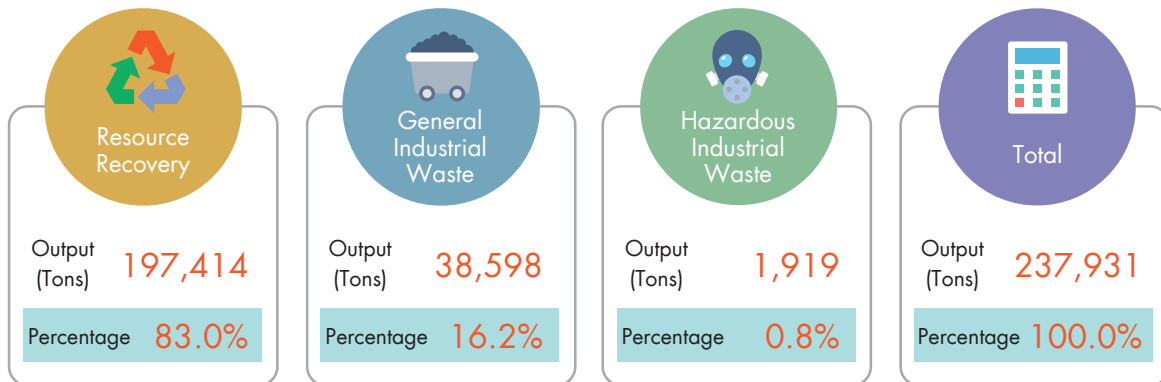 Resource
Recovery
Output
(Tons)
197,414
Percentage 83.0%
General
Industrial
Waste
Output
(Tons)
38,598
Percentage 16.2%
Hazardous
Industrial
Waste
Output
(Tons)
1,919
Percentage 0.8%
Total
Output
(Tons)
237,931
Percentage 100.0%